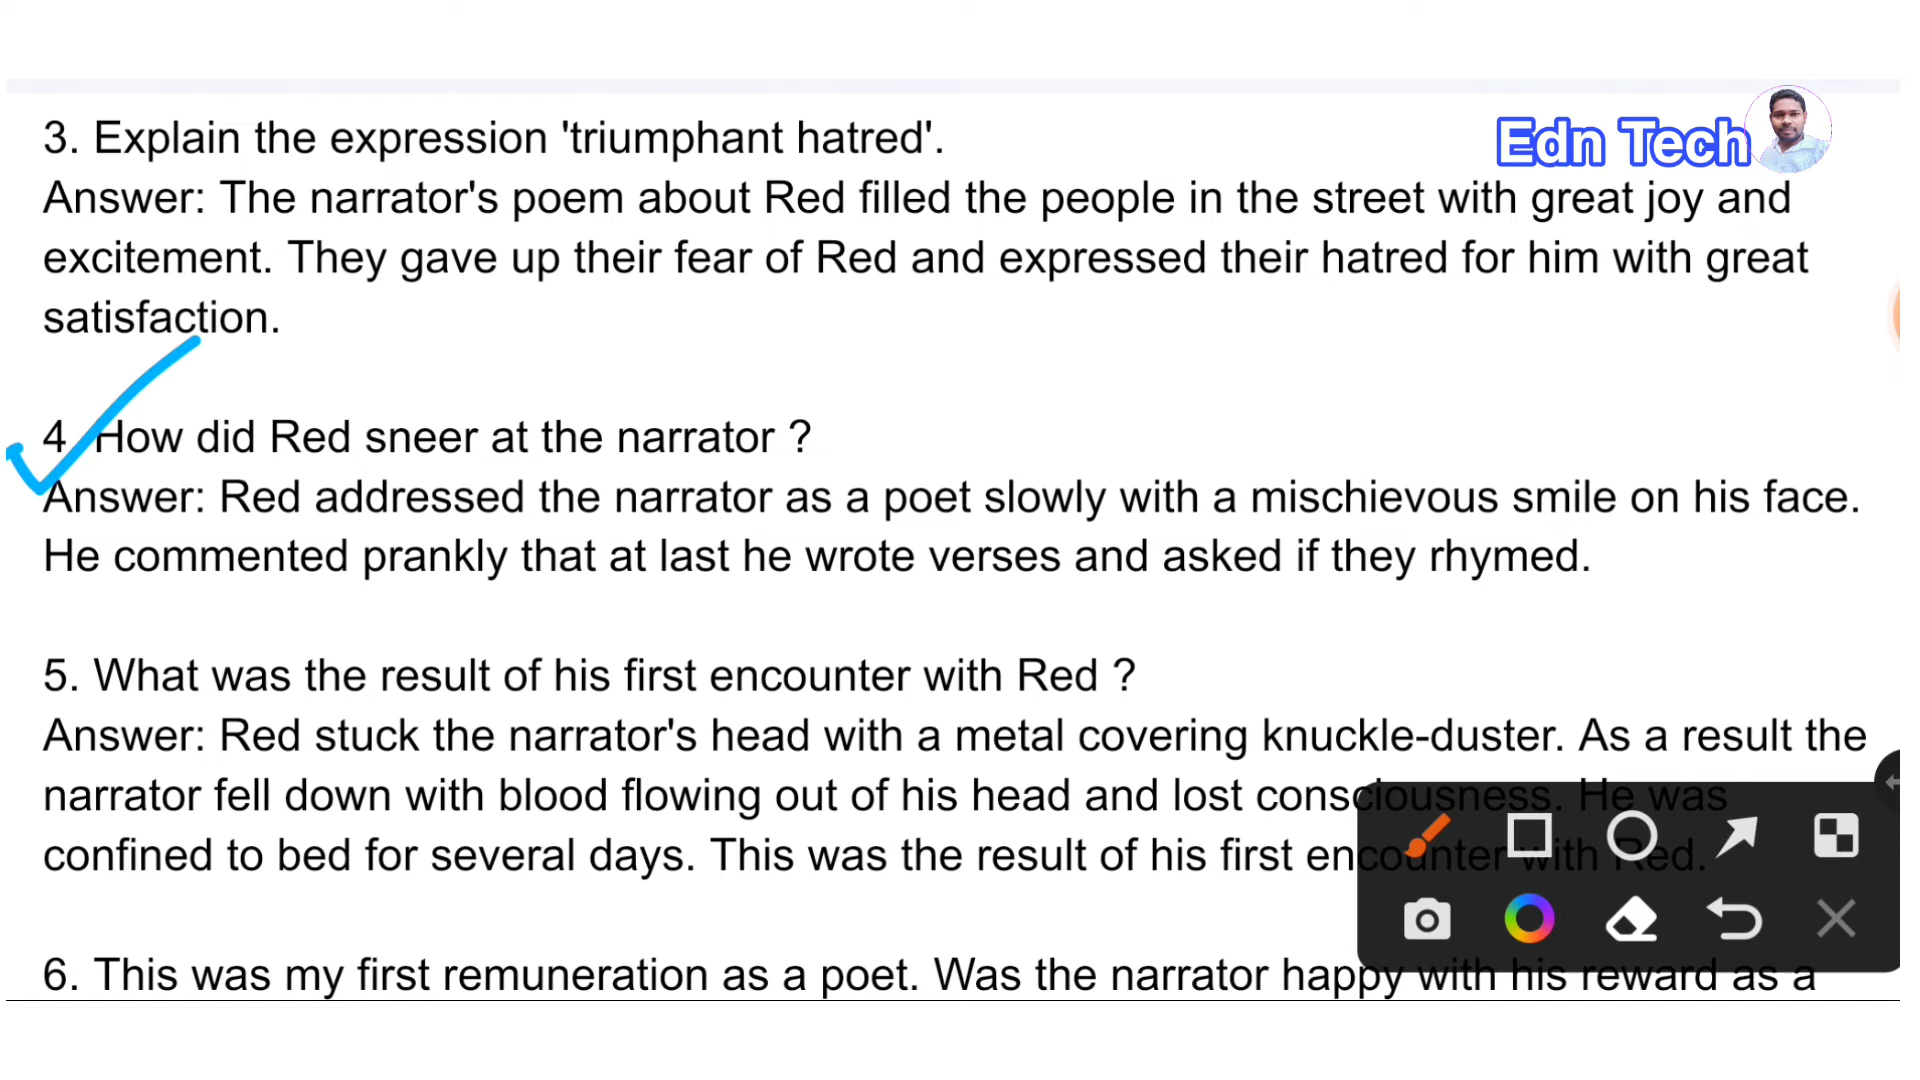 Edn Tech
3. Explain the expression 'triumphant hatred'.
Answer: The narrator's poem about Red filled the people in the street with great joy and
excitement. They gave up their fear of Red and expressed their hatred for him with great
satisfaction.
4. How did Red sneer at the narrator ?
Answer: Red addressed the narrator as a poet slowly with a mischievous smile on his face.
He commented prankly that at last he wrote verses and asked if they rhymed.
5. What was the result of his first encounter with Red ?
Answer: Red stuck the narrator's head with a metal covering knuckle-duster. As a result the
narrator fell down with blood flowing out of his head and lost consciousness. He was
confined to bed for several days. This was the result of his first encounter with Red.
6. This was my first remuneration as a poet. Was the narrator happy with his reward as a